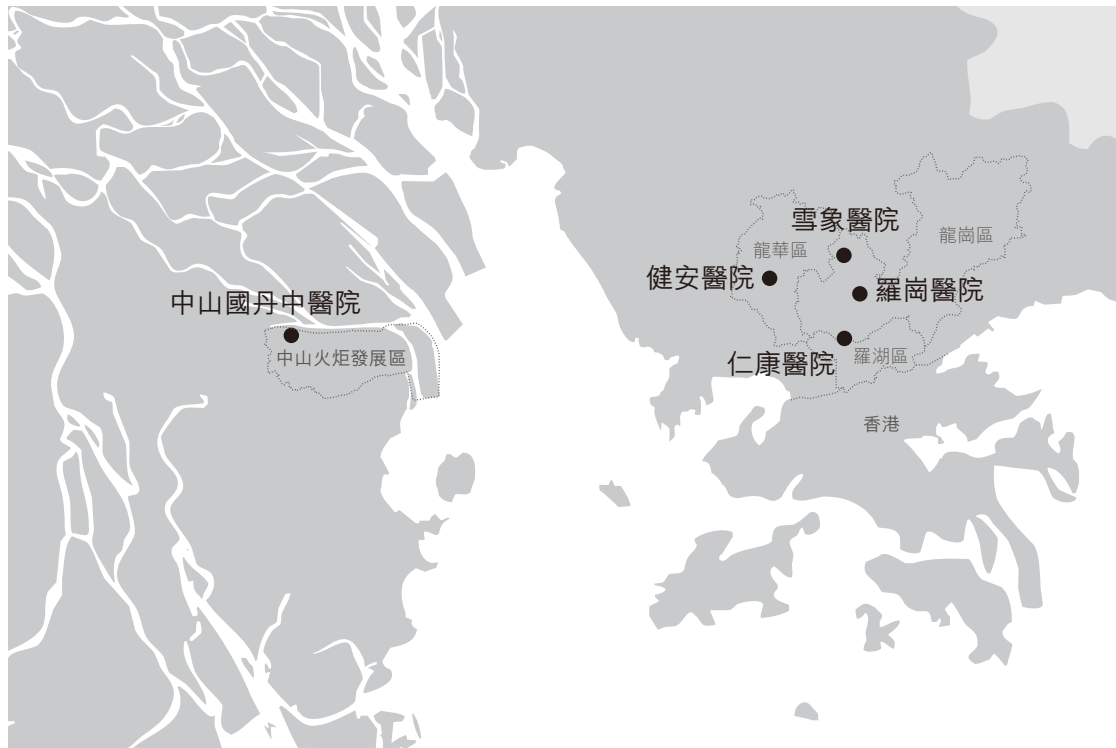 雪象醫院
龍崗區
龍華區
健安醫院
羅崗醫院
中山國丹中醫院
中山火炬發展區
仁康醫院
羅湖區
香港